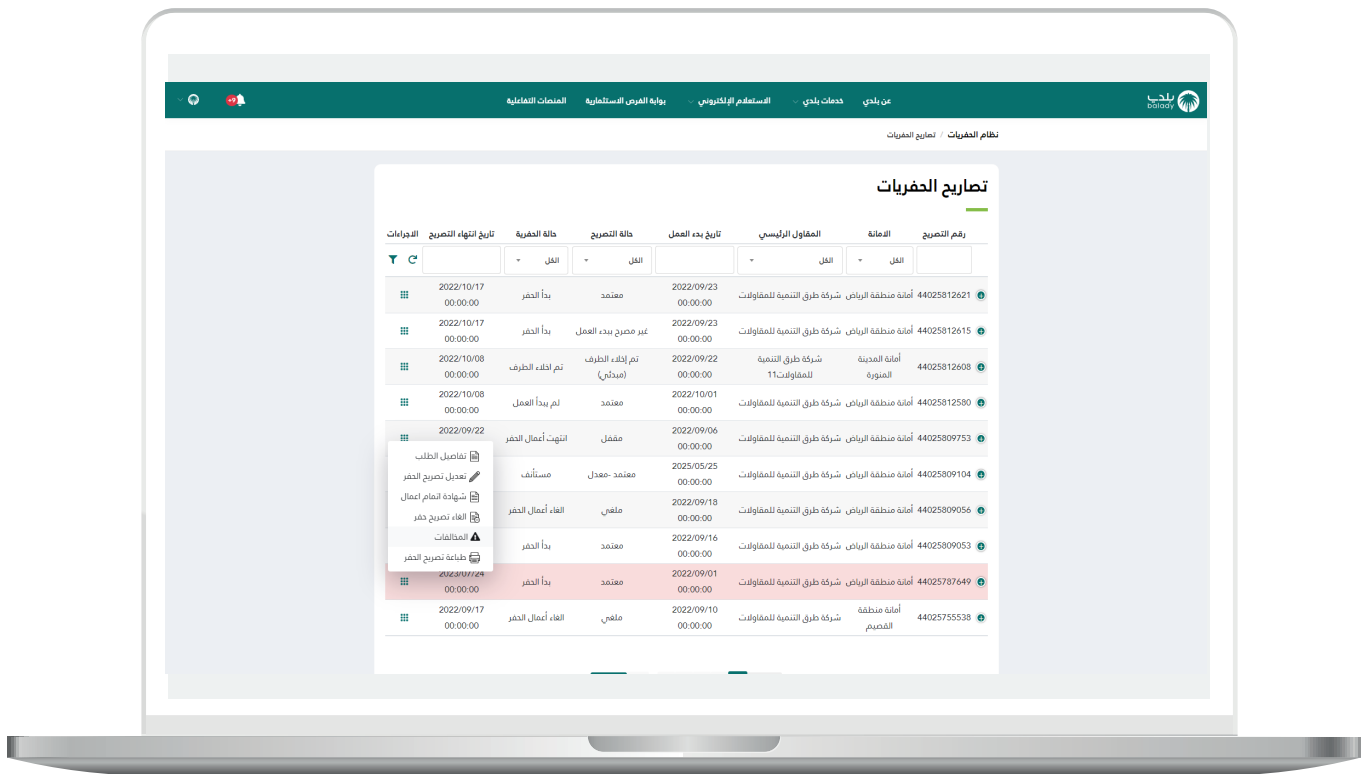 بلدي
balady
عن بلدي
خدمات بلدي
الاستعلام الإلكتروني
بوابة الفرص الاستثمارية
المنصات التفاعلية
+9
نظام الحفريات / تصاريح الحفريات
تصاريح الحفريات
رقم التصريح الامانة المقاول الرئيسي تاريخ بدء العمل حالة التصريح حالة الحفرية تاريخ انتهاء التصريح الاجراءات
الكل الكل الكل الكل
44025812621 أمانة منطقة الرياض شركة طرق التنمية للمقاولات 2022/09/23 00:00:00 معتمد بدأ الحفر 2022/10/17 00:00:00
44025812615 أمانة منطقة الرياض شركة طرق التنمية للمقاولات 2022/09/23 00:00:00 غير مصرح ببدء العمل بدأ الحفر 2022/10/17 00:00:00
44025812608 أمانة المدينة المنورة شركة طرق التنمية للمقاولات11 2022/09/22 00:00:00 تم إخلاء الطرف (مبدئي) تم اخلاء الطرف 2022/10/08 00:00:00
44025812580 أمانة منطقة الرياض شركة طرق التنمية للمقاولات 2022/10/01 00:00:00 معتمد لم يبدأ العمل 2022/10/08 00:00:00
44025809753 أمانة منطقة الرياض شركة طرق التنمية للمقاولات 2022/09/06 00:00:00 مقفل انتهت أعمال الحفر 2022/09/22
44025809104 أمانة منطقة الرياض شركة طرق التنمية للمقاولات 2025/05/25 00:00:00 معتمد -معدل مستأنف
44025809056 أمانة منطقة الرياض شركة طرق التنمية للمقاولات 2022/09/18 00:00:00 ملغي الغاء أعمال الحفر
44025809053 أمانة منطقة الرياض شركة طرق التنمية للمقاولات 2022/09/16 00:00:00 معتمد بدأ الحفر
44025787649 أمانة منطقة الرياض شركة طرق التنمية للمقاولات 2022/09/01 00:00:00 معتمد بدأ الحفر 2023/07/24 00:00:00
44025755538 أمانة منطقة القصيم شركة طرق التنمية للمقاولات 2022/09/10 00:00:00 ملغي الغاء أعمال الحفر 2022/09/17 00:00:00
تفاصيل الطلب
تعديل تصريح الحفر
شهادة اتمام اعمال
الغاء تصريح حفر
المخالفات
طباعة تصريح الحفر